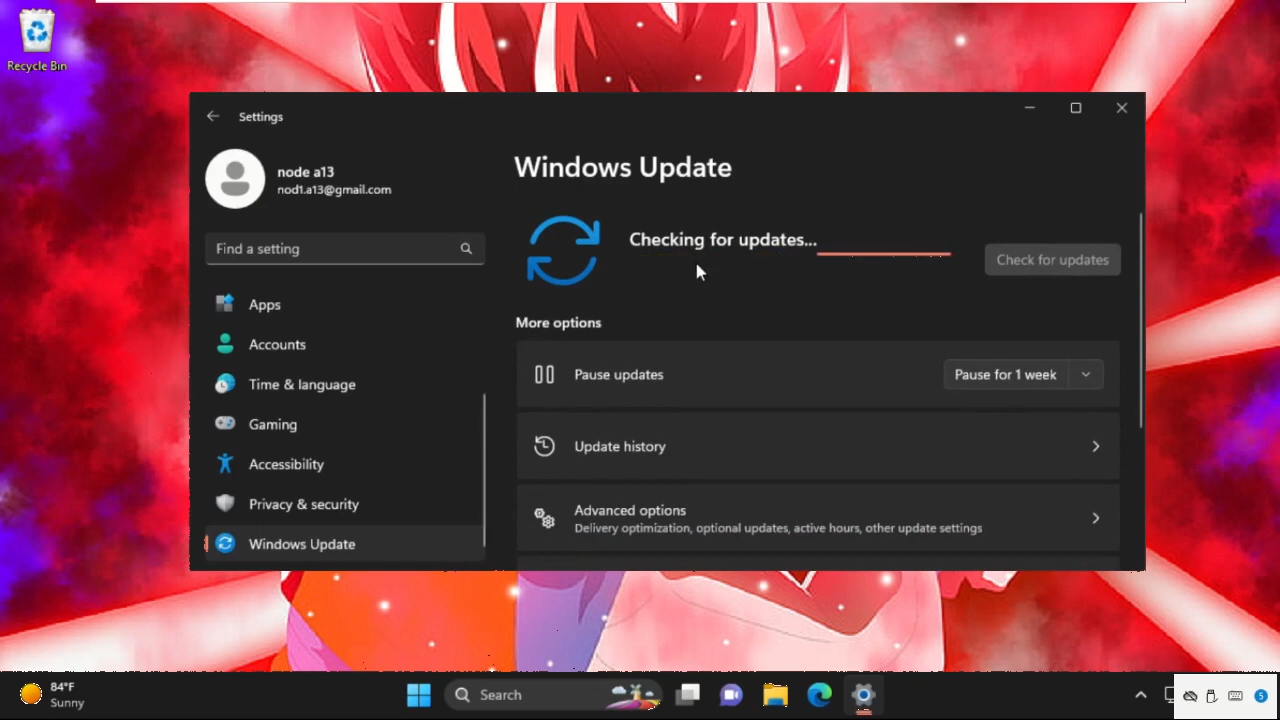 Recycle Bin
Settings
node a13
nod1.a13@gmail.com
Find a setting
Apps
Accounts
Time & language
Gaming
Accessibility
Privacy & security
Windows Update
Windows Update
Checking for updates...
Check for updates
More options
Pause updates
Pause for 1 week
Update history
Advanced options
Delivery optimization, optional updates, active hours, other update settings
84°F
Sunny
Search
5